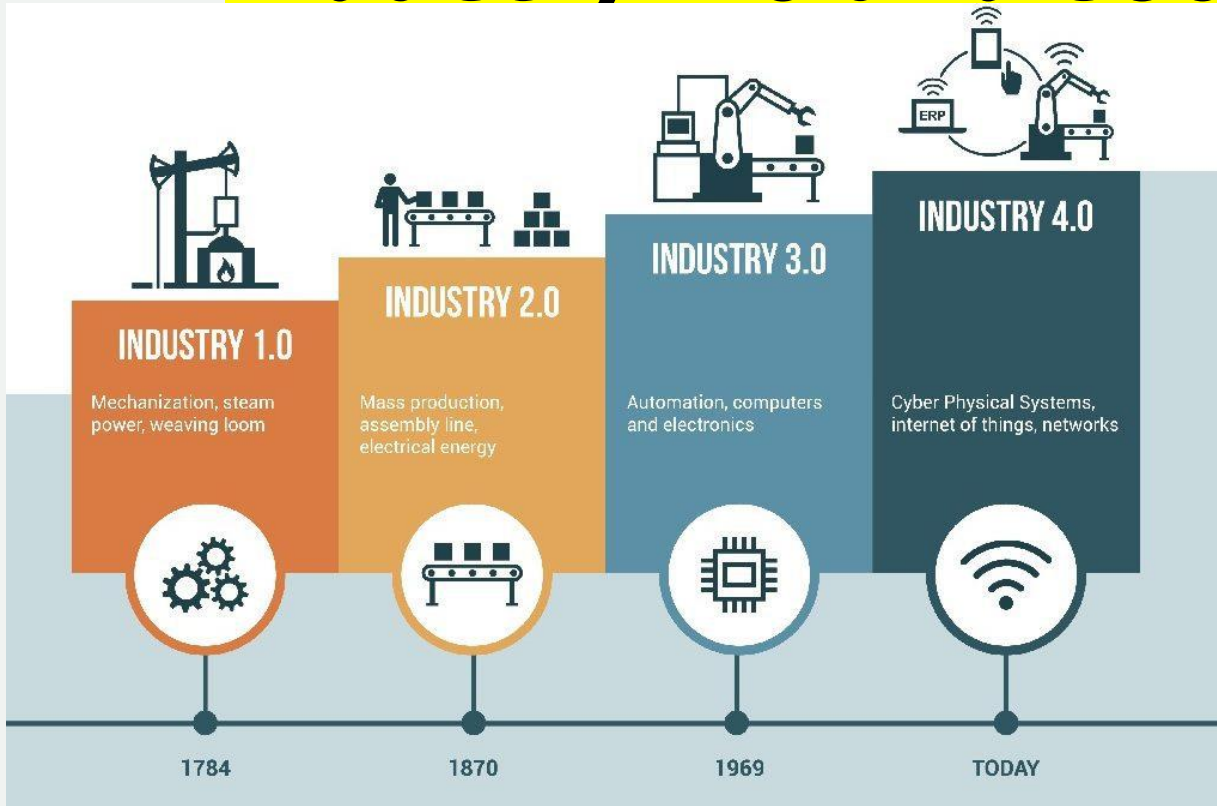 ERP
INDUSTRY 4.0
INDUSTRY 3.0
INDUSTRY 2.0
INDUSTRY 1.0
Mechanization, steam
power, weaving loom
Mass production,
assembly line,
electrical energy
Automation, computers
and electronics
Cyber Physical Systems,
internet of things, networks
1784
1870
1969
TODAY